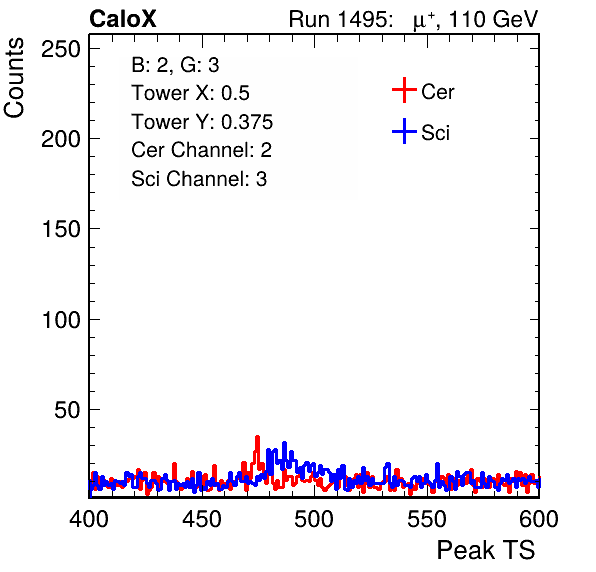 CaloX
Run 1495: μ⁺, 110 GeV
Counts
250
200
150
100
50
B: 2, G: 3
Tower X: 0.5
Tower Y: 0.375
Cer Channel: 2
Sci Channel: 3
Cer
Sci
400 450 500 550 600
Peak TS